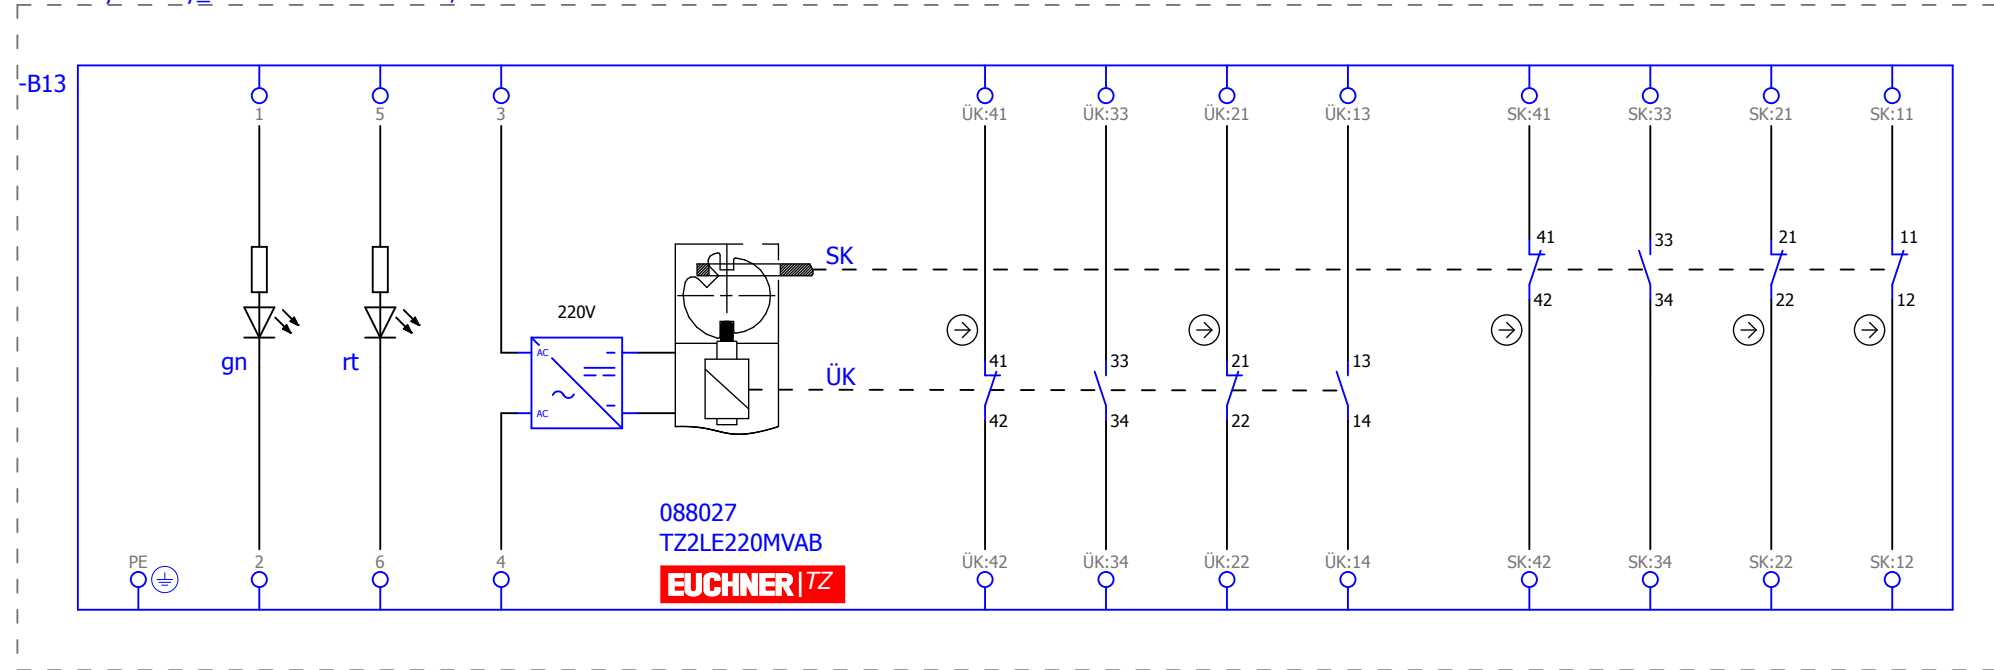 -B13
1
5
3
ÜK:41
ÜK:33
ÜK:21
ÜK:13
SK:41
SK:33
SK:21
SK:11
41
33
21
11
SK
42
34
22
12
220V
gn
rt
AC
AC
ÜK
41
33
21
13
42
34
22
14
088027
TZ2LE220MVAB
EUCHNER|TZ
PE
2
6
4
ÜK:42
ÜK:34
ÜK:22
ÜK:14
SK:42
SK:34
SK:22
SK:12